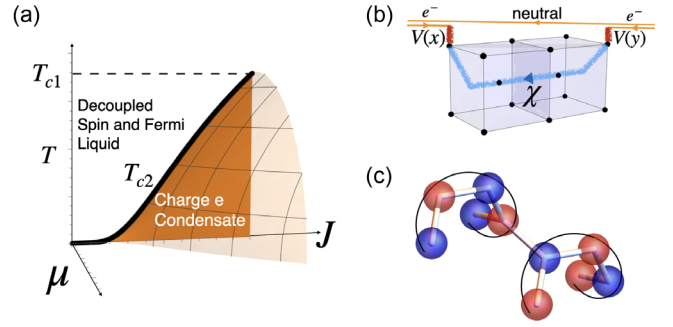 (a)
T_{c1}
Decoupled
Spin and Fermi
Liquid
T
T_{c2}
Charge e
Condensate
J
μ
(b)
e⁻
neutral
e⁻
V(x)
V(y)
χ
(c)